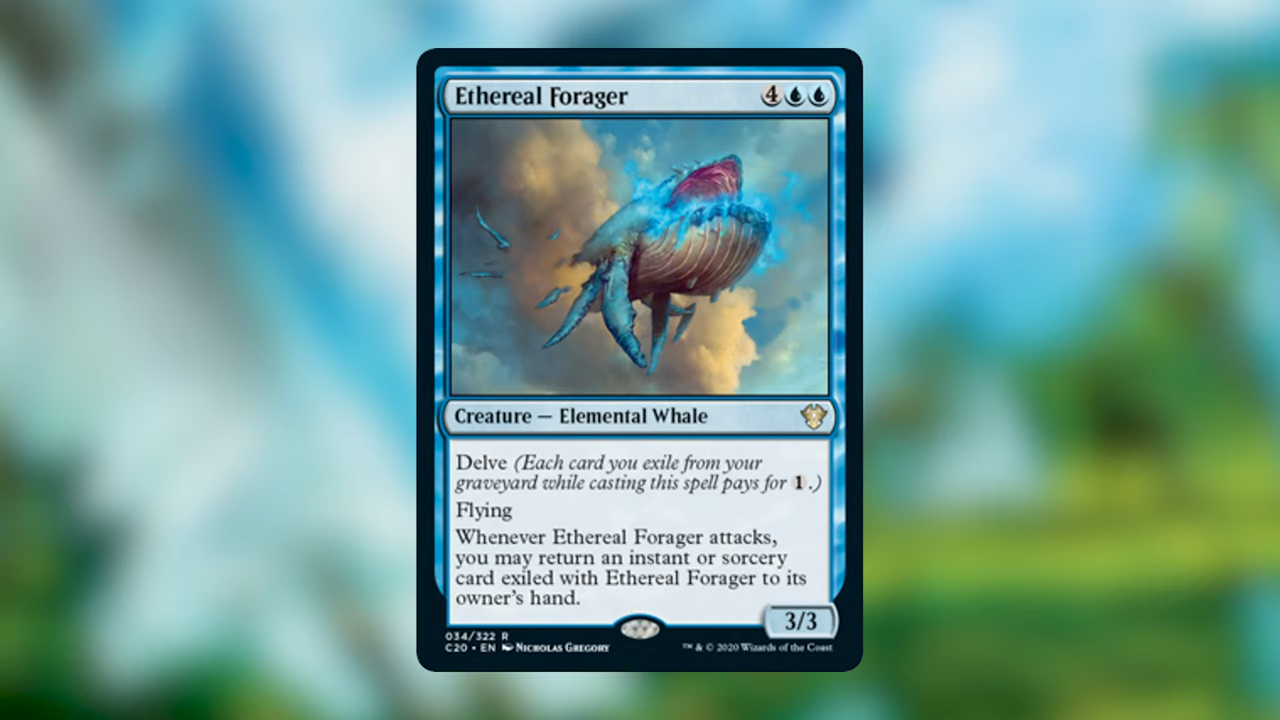 Ethereal Forager 4
Creature — Elemental Whale
Delve (Each card you exile from your
graveyard while casting this spell pays for 1.)
Flying
Whenever Ethereal Forager attacks,
you may return an instant or sorcery
card exiled with Ethereal Forager to its
owner's hand.
3/3
034/322 R
C20 • EN Nicholas Gregory
™ & © 2020 Wizards of the Coast